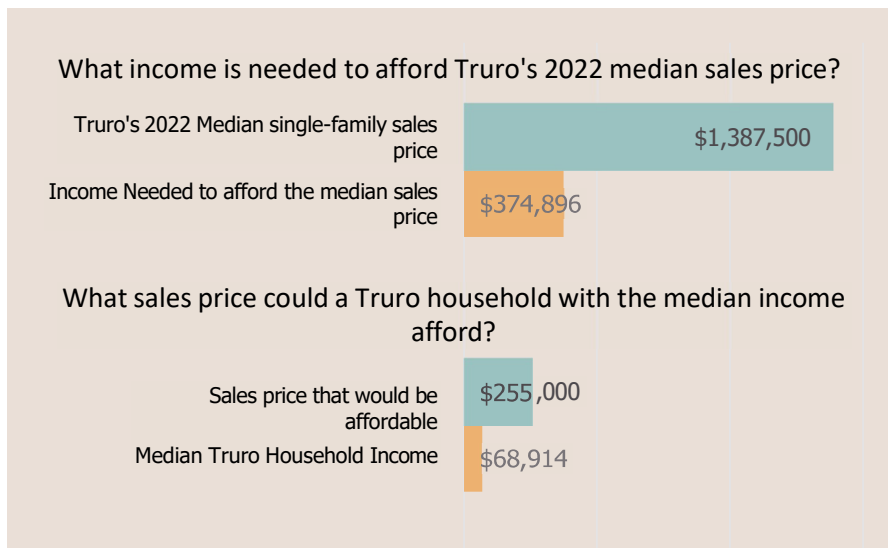 What income is needed to afford Truro's 2022 median sales price?
Truro's 2022 Median single-family sales
price
$1,387,500
Income Needed to afford the median sales
price
$374,896
What sales price could a Truro household with the median income
afford?
Sales price that would be
affordable
$255,000
Median Truro Household Income
$68,914